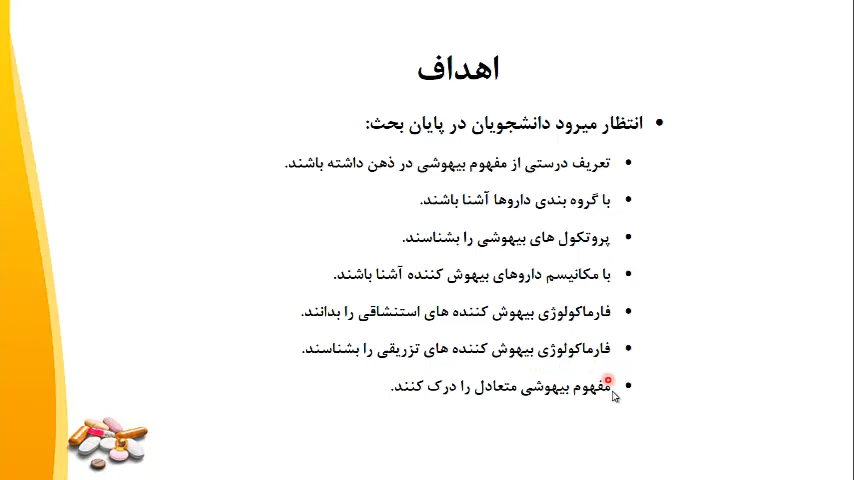 اهداف
انتظار میرود دانشجویان در پایان بحث:
تعریف درستی از مفهوم بیهوشی در ذهن داشته باشند.
با گروه بندی داروها آشنا باشند.
پروتکول های بیهوشی را بشناسند.
با مکانیسم داروهای بیهوش کننده آشنا باشند.
فارماکولوژی بیهوش کننده های استنشاقی را بدانند.
فارماکولوژی بیهوش کننده های تزریقی را بشناسند.
مفهوم بیهوشی متعادل را درک کنند.